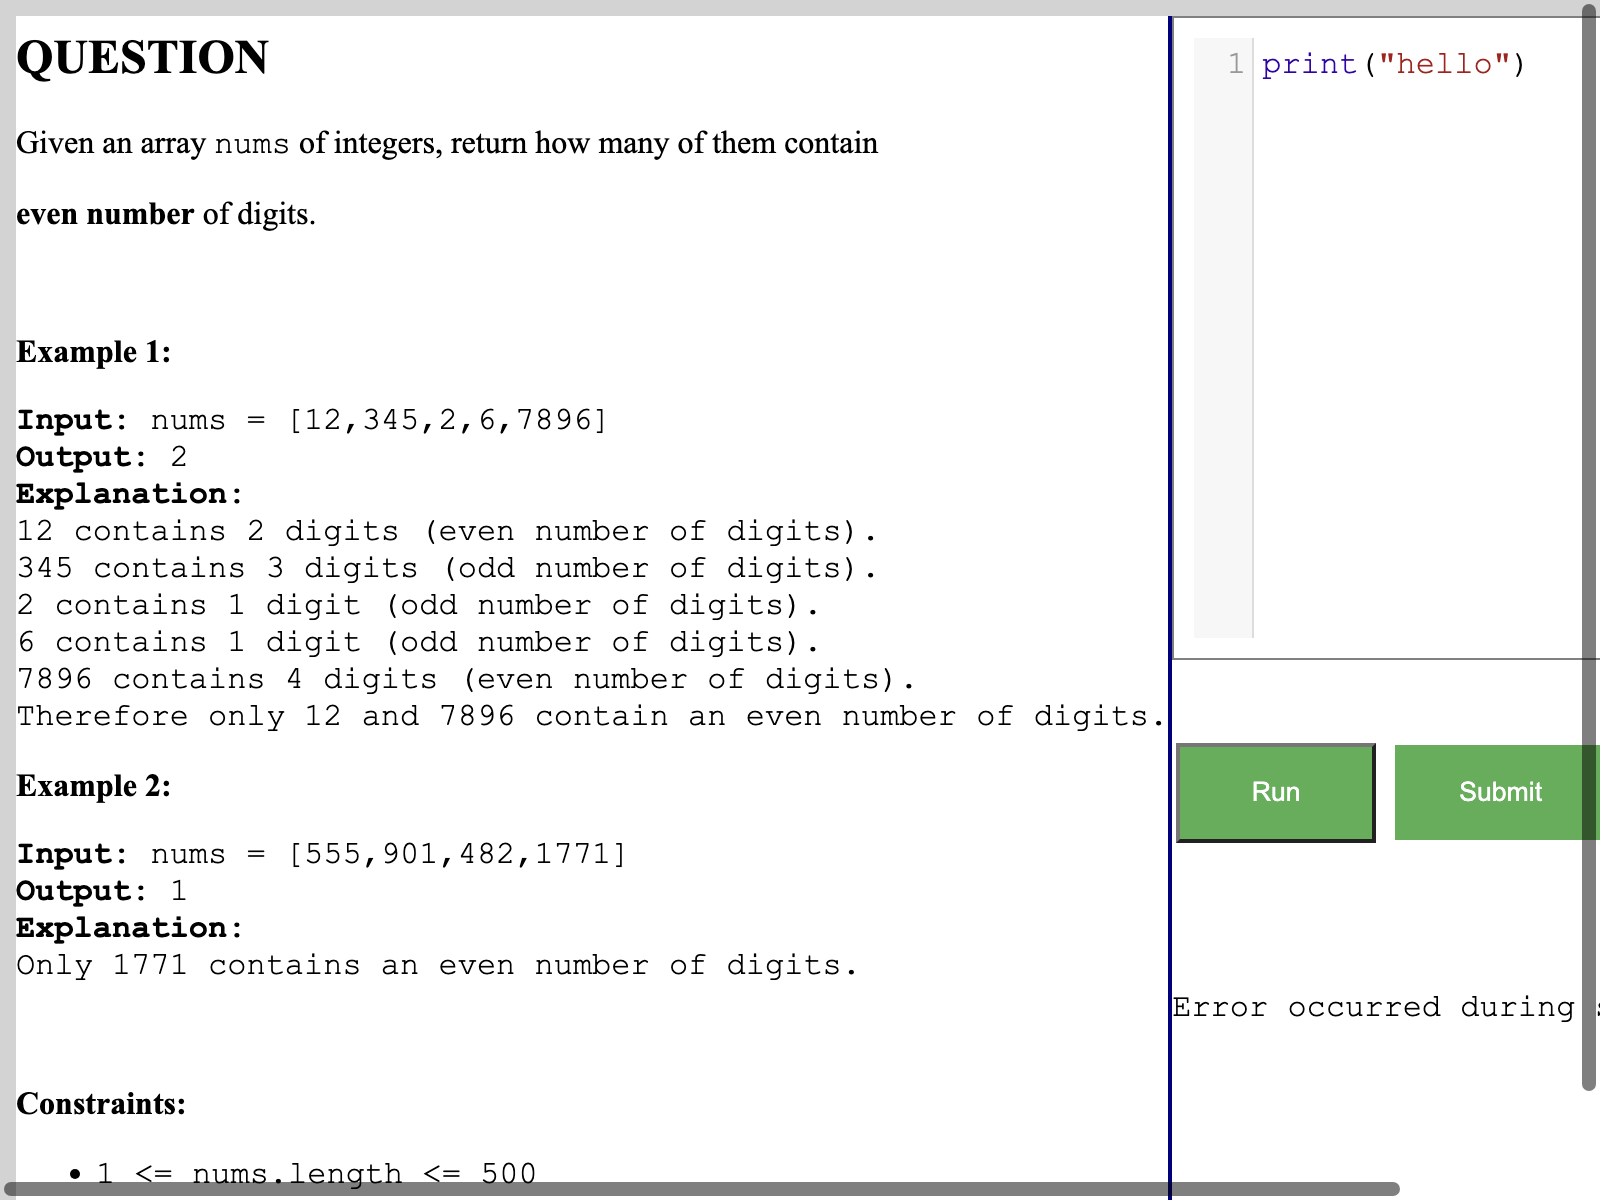 QUESTION
Given an array nums of integers, return how many of them contain
even number of digits.
Example 1:
Input: nums = [12,345,2,6,7896]
Output: 2
Explanation:
12 contains 2 digits (even number of digits).
345 contains 3 digits (odd number of digits).
2 contains 1 digit (odd number of digits).
6 contains 1 digit (odd number of digits).
7896 contains 4 digits (even number of digits).
Therefore only 12 and 7896 contain an even number of digits.
Example 2:
Input: nums = [555,901,482,1771]
Output: 1
Explanation:
Only 1771 contains an even number of digits.
Constraints:
• 1 <= nums.length <= 500
1 print("hello")
Run Submit
Error occurred during